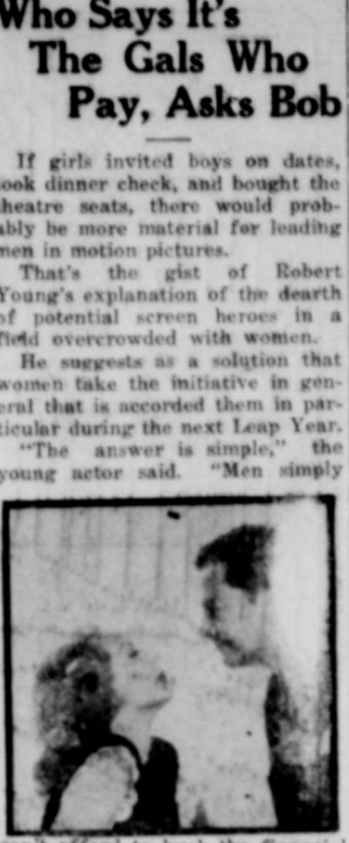 Who Says It's
The Gals Who
Pay, Asks Bob
If girls invited boys on dates,
ook dinner check, and bought the
heatre seats, there would prob-
ably be more material for leading
men in motion pictures.
That's the gist of Robert
Young's explanation of the dearth
of potential screen heroes in a
field overcrowded with women.
He suggests as a solution that
women take the initiative in gen-
eral that is accorded them in par-
ticular during the next Leap Year.
"The answer is simple," the
young actor said. "Men simply